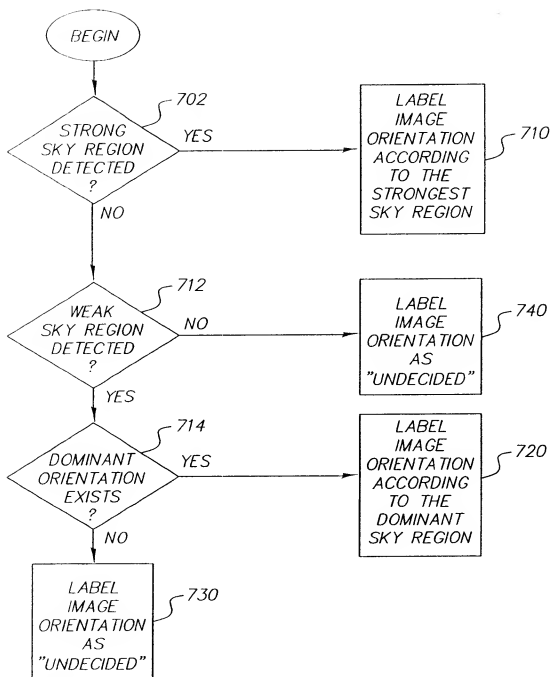 BEGIN
702
STRONG
SKY REGION
DETECTED
?
YES
LABEL
IMAGE
ORIENTATION
ACCORDING
TO THE
STRONGEST
SKY REGION
710
NO
712
WEAK
SKY REGION
DETECTED
?
NO
LABEL
IMAGE
ORIENTATION
AS
"UNDECIDED"
740
YES
714
DOMINANT
ORIENTATION
EXISTS
?
YES
LABEL
IMAGE
ORIENTATION
ACCORDING
TO THE
DOMINANT
SKY REGION
720
NO
LABEL
IMAGE
ORIENTATION
AS
"UNDECIDED"
730